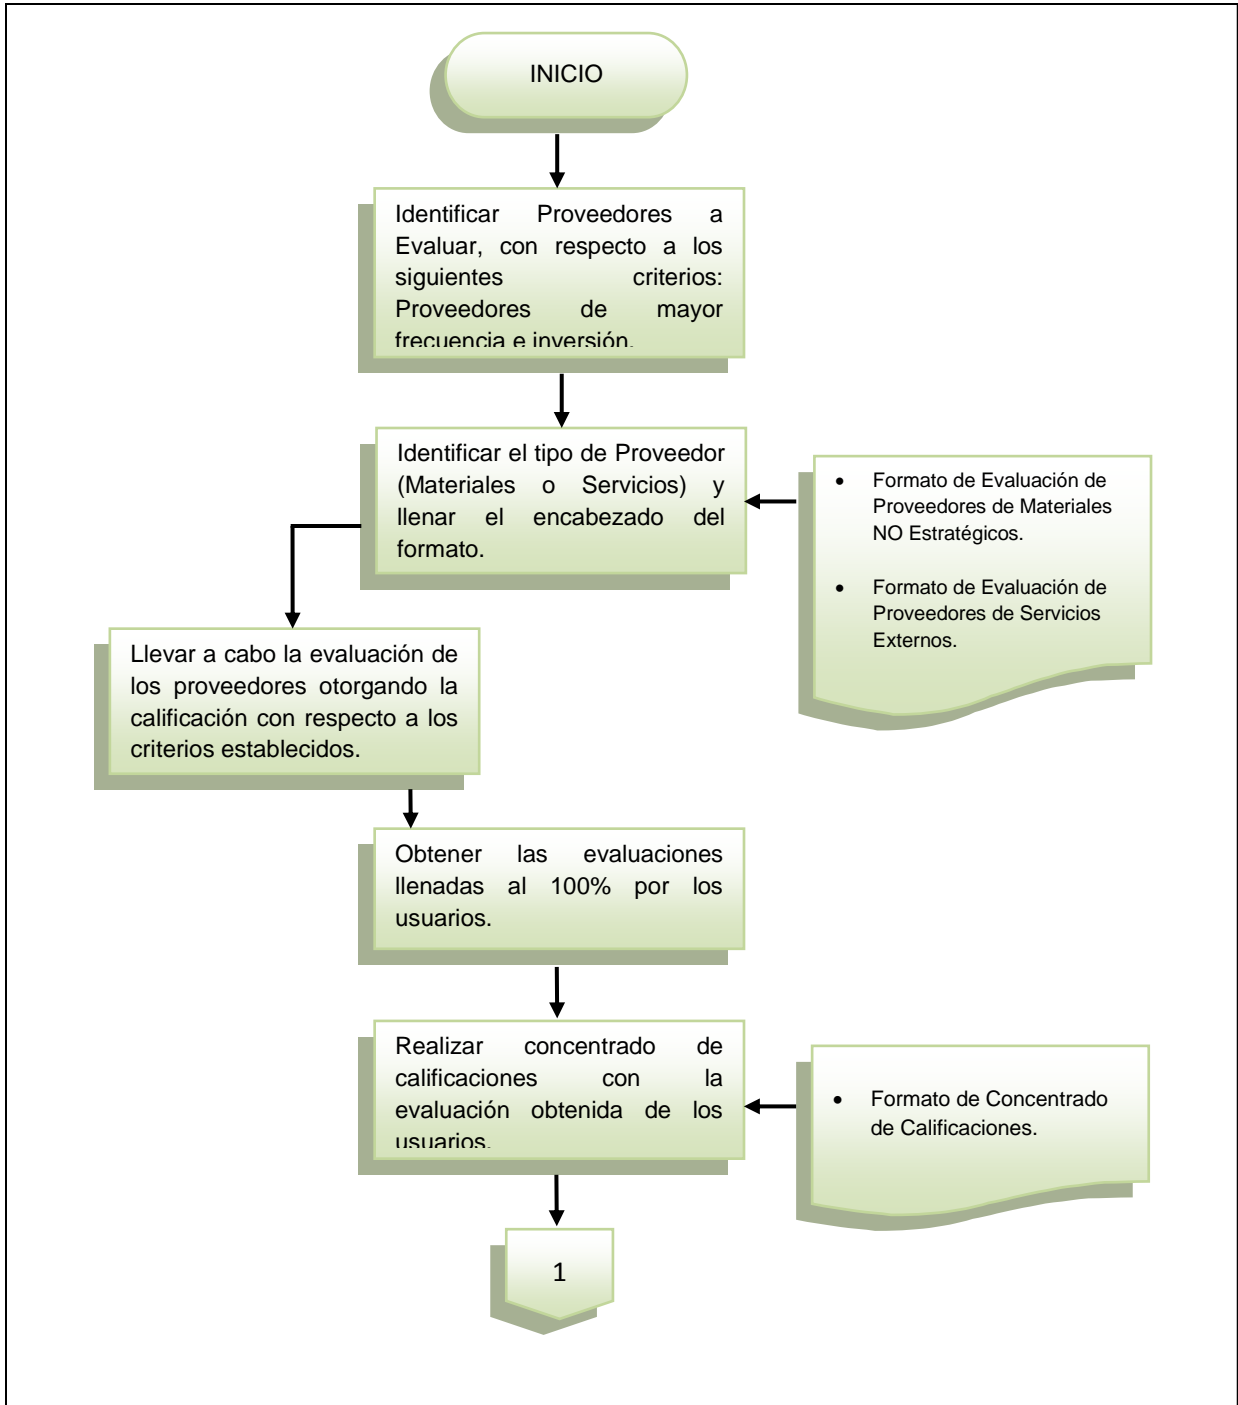 INICIO
Identificar Proveedores a
Evaluar, con respecto a los
siguientes criterios:
Proveedores de mayor
frecuencia e inversión.
Identificar el tipo de Proveedor
(Materiales o Servicios) y
llenar el encabezado del
formato.
• Formato de Evaluación de
Proveedores de Materiales
NO Estratégicos.
• Formato de Evaluación de
Proveedores de Servicios
Externos.
Llevar a cabo la evaluación de
los proveedores otorgando la
calificación con respecto a los
criterios establecidos.
Obtener las evaluaciones
llenadas al 100% por los
usuarios.
Realizar concentrado de
calificaciones con la
evaluación obtenida de los
usuarios.
• Formato de Concentrado
de Calificaciones.
1